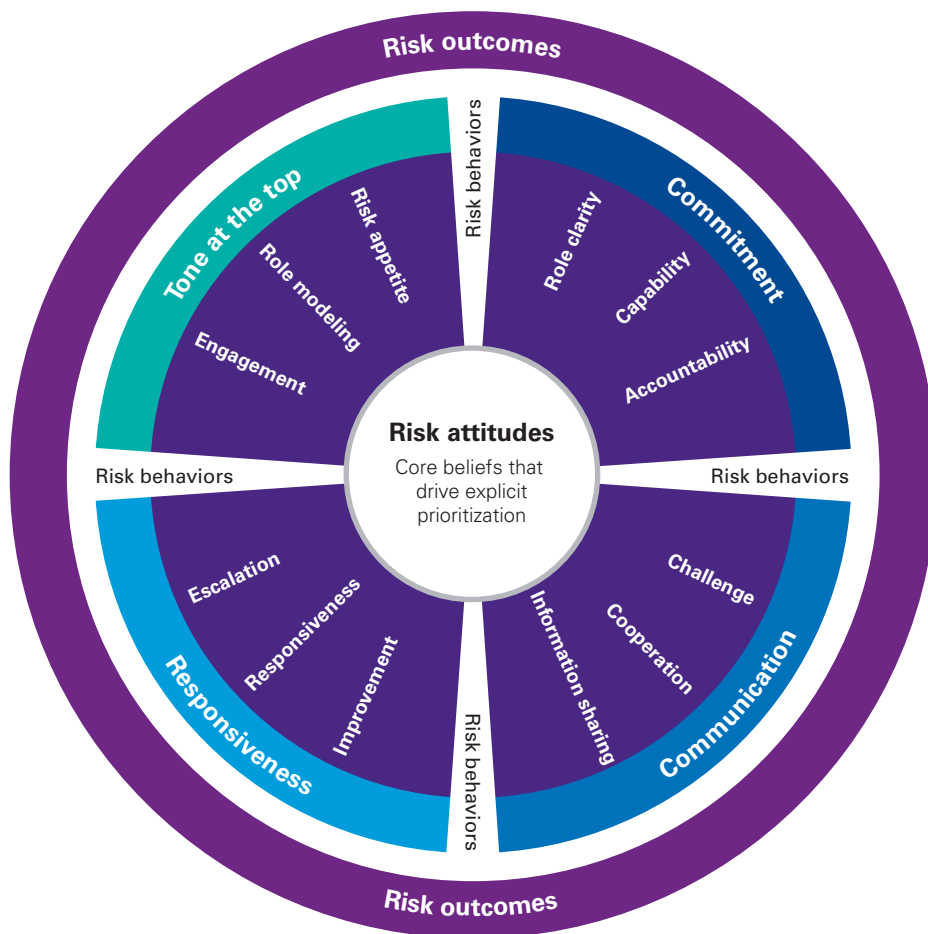 Risk outcomes
Risk behaviors
Tone at the top
Engagement
Role modeling
Risk appetite
Commitment
Role clarity
Capability
Accountability
Risk attitudes
Core beliefs that
drive explicit
prioritization
Risk behaviors
Risk behaviors
Responsiveness
Escalation
Responsiveness
Improvement
Communication
Challenge
Cooperation
Information sharing
Risk behaviors
Risk outcomes